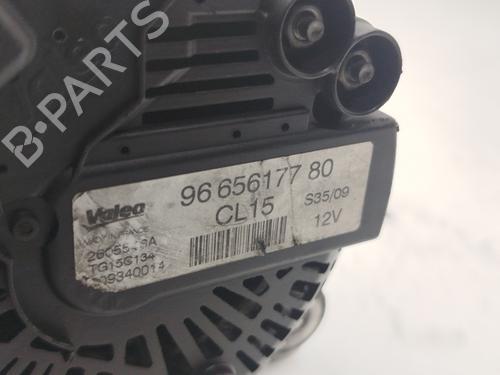 B-PARTS
Valeo
96 656177 80
CL15
S35/09
12V
TG15C134